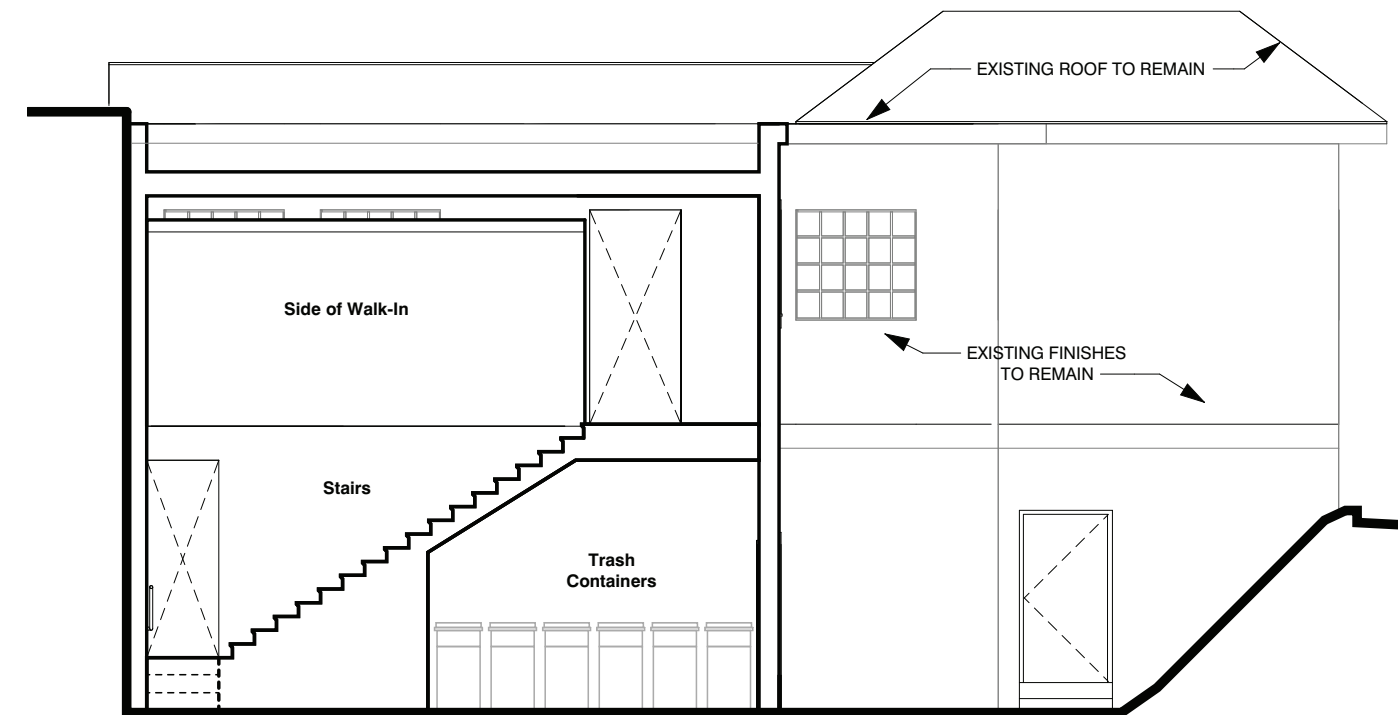 EXISTING ROOF TO REMAIN
Side of Walk-In
EXISTING FINISHES
TO REMAIN
Stairs
Trash
Containers